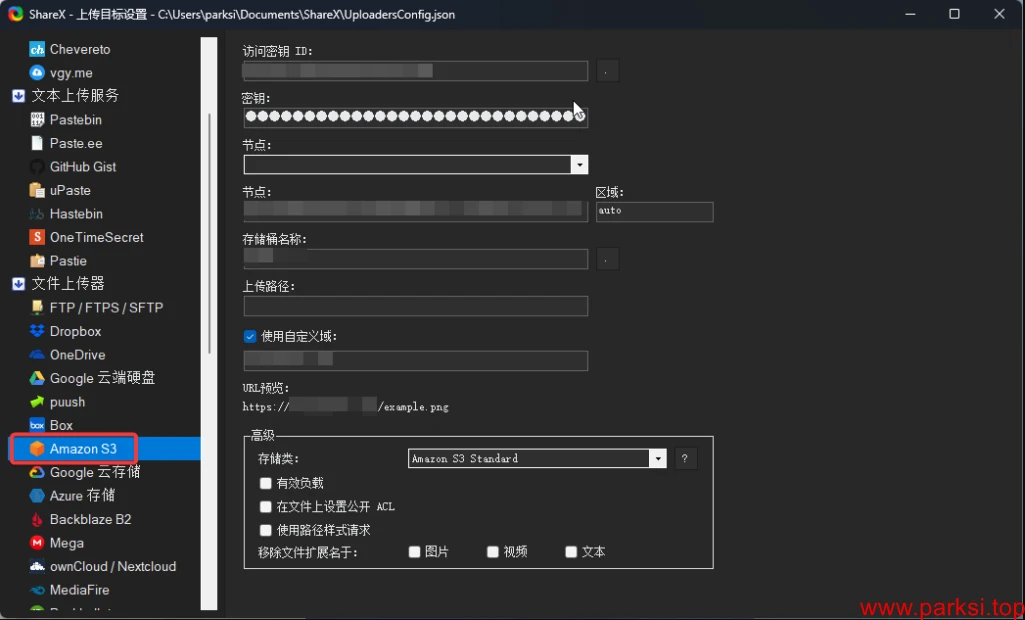 ShareX - 上传目标设置 - C:\Users\parksi\Documents\ShareX\UploadersConfig.json
Chevereto
vgy.me
文本上传服务
Pastebin
Paste.ee
GitHub Gist
uPaste
Hastebin
OneTimeSecret
Pastie
文件上传器
FTP / FTPS / SFTP
Dropbox
OneDrive
Google 云端硬盘
puush
Box
Amazon S3
Google 云存储
Azure 存储
Backblaze B2
Mega
ownCloud / Nextcloud
MediaFire
访问密钥 ID:
密钥:
节点:
节点:
区域:
auto
存储桶名称:
上传路径:
使用自定义域:
URL预览:
https:// /example.png
高级
存储类:
Amazon S3 Standard
?
有效负载
在文件上设置公开 ACL
使用路径样式请求
移除文件扩展名于:
图片
视频
文本
www.parksi.top